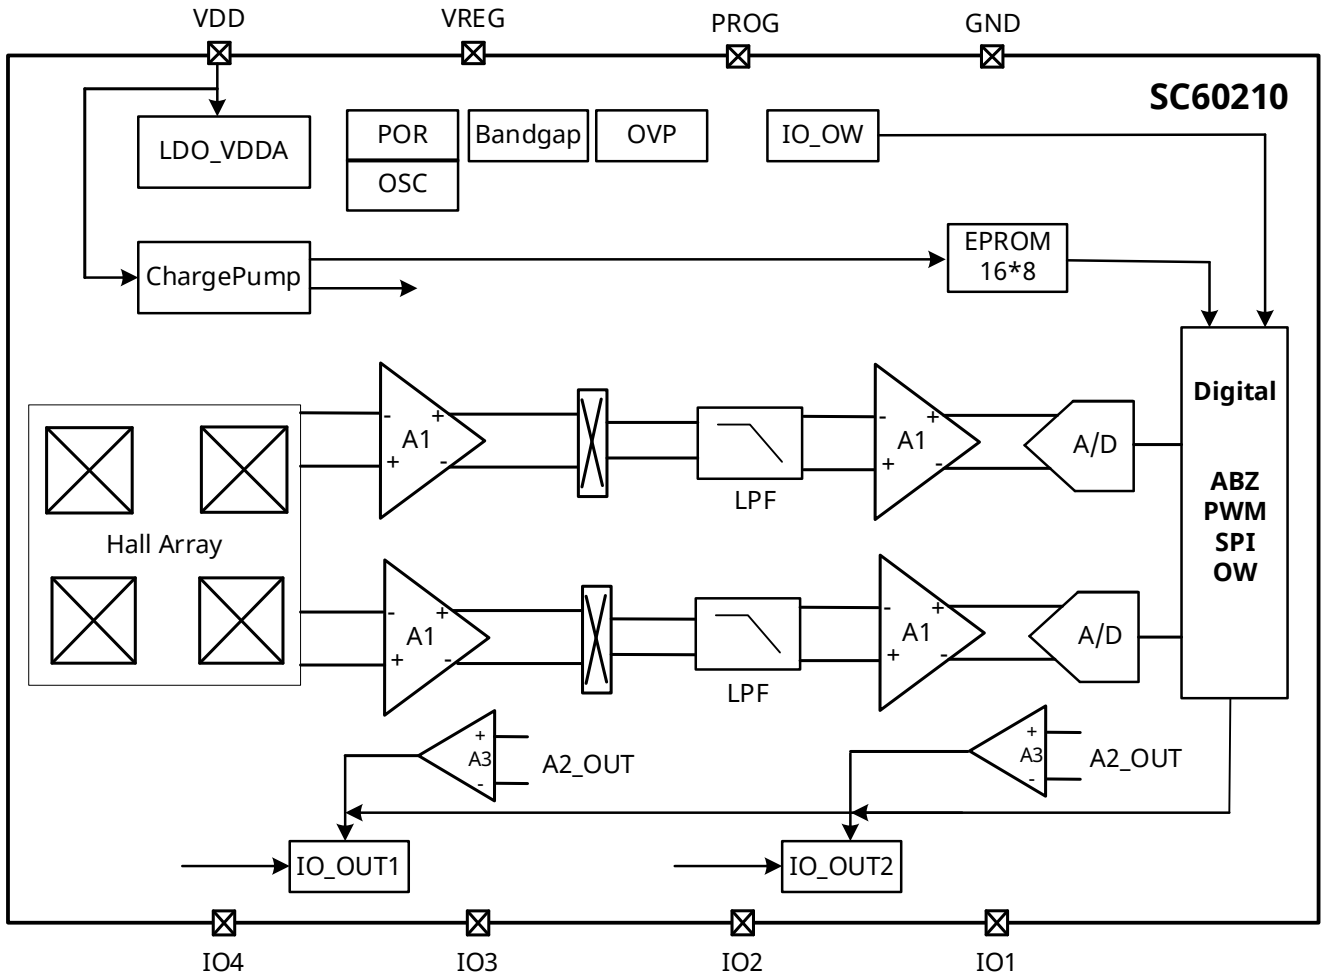 VDD
VREG
PROG
GND
SC60210
LDO_VDDA
POR
Bandgap
OVP
IO_OW
OSC
EPROM
16*8
ChargePump
Digital
ABZ
PWM
SPI
OW
Hall Array
- +
A1
+ -
LPF
- +
A1
+ -
A/D
- +
A1
+ -
LPF
- +
A1
+ -
A/D
+
A3
-
A2_OUT
+
A3
-
A2_OUT
IO_OUT1
IO_OUT2
IO4
IO3
IO2
IO1